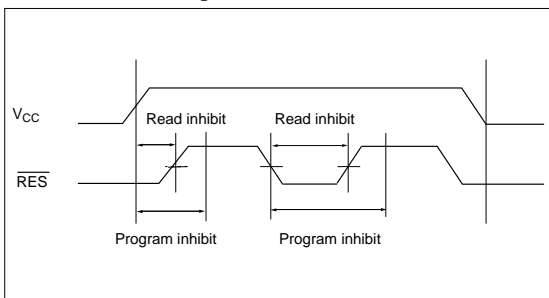 VCC
Read inhibit Read inhibit
RES
Program inhibit Program inhibit